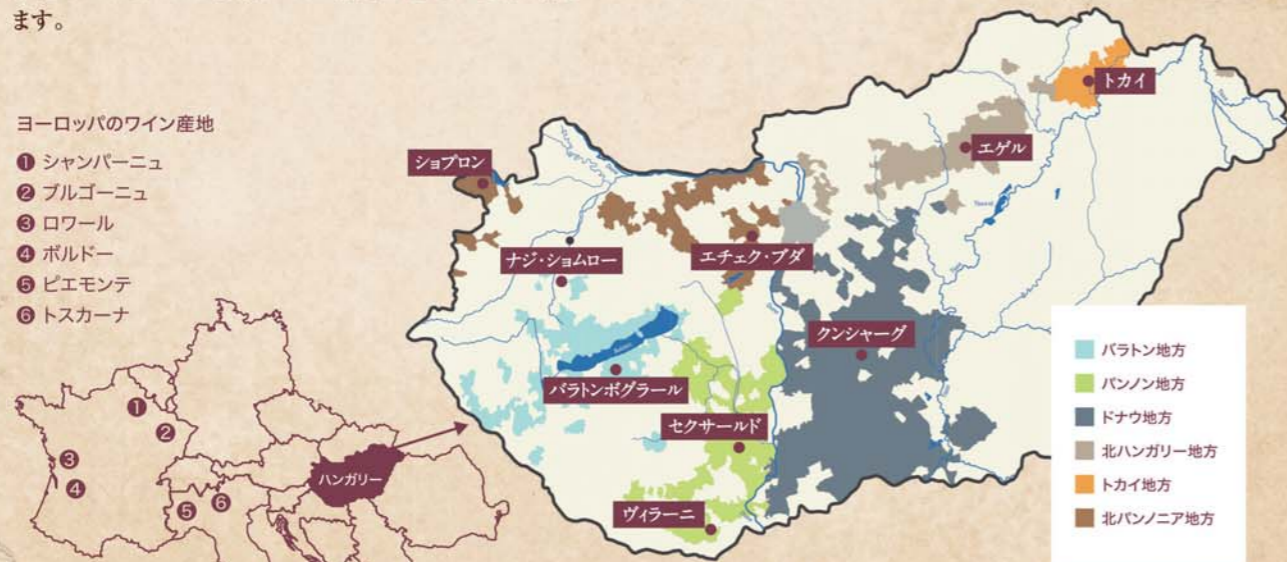 ます。
ヨーロッパのワイン産地
❶ シャンパーニュ
❷ ブルゴーニュ
❸ ロワール
❹ ボルドー
❺ ピエモンテ
❻ トスカーナ
❶
❷
❸
❹
❺
❻
ハンガリー
トカイ
エゲル
ショプロン
ナジ・ショムロー
エチェク・ブダ
クンシャーグ
バラトンボグラール
セクサールド
ヴィラーニ
バラトン地方
パンノン地方
ドナウ地方
北ハンガリー地方
トカイ地方
北パンノニア地方